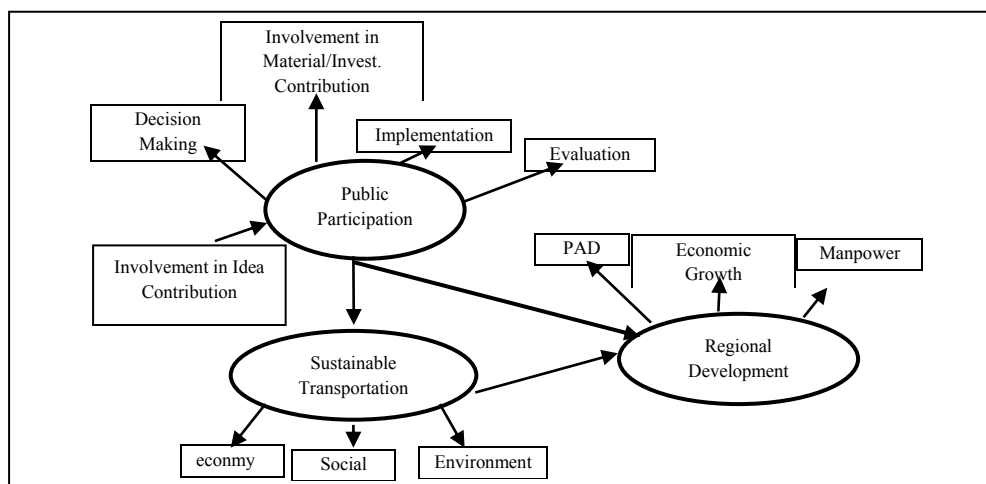 Involvement in
Material/Invest.
Contribution
Decision
Making
Implementation
Evaluation
Public
Participation
Involvement in Idea
Contribution
PAD
Economic
Growth
Manpower
Sustainable
Transportation
Regional
Development
econmy
Social
Environment